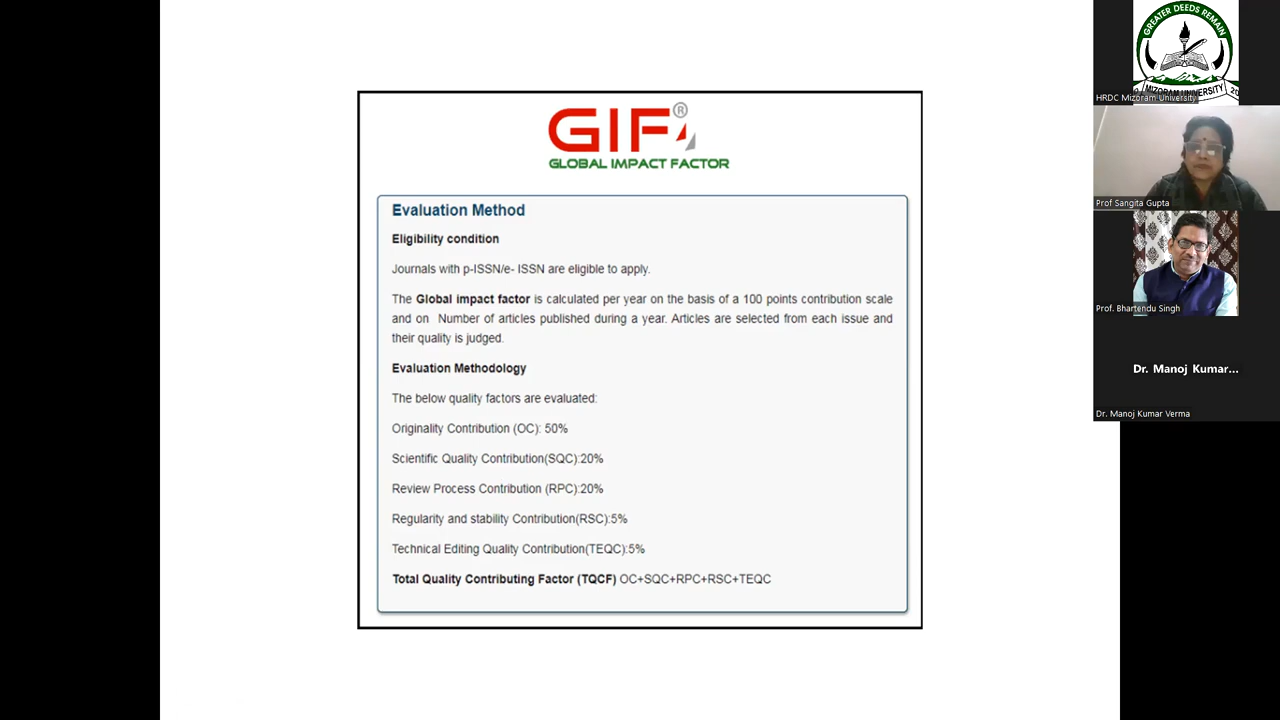 GIF®
GLOBAL IMPACT FACTOR
Evaluation Method
Eligibility condition
Journals with p-ISSN/e- ISSN are eligible to apply.
The Global impact factor is calculated per year on the basis of a 100 points contribution scale
and on Number of articles published during a year. Articles are selected from each issue and
their quality is judged.
Evaluation Methodology
The below quality factors are evaluated:
Originality Contribution (OC): 50%
Scientific Quality Contribution(SQC):20%
Review Process Contribution (RPC):20%
Regularity and stability Contribution(RSC):5%
Technical Editing Quality Contribution(TEQC):5%
Total Quality Contributing Factor (TQCF) OC+SQC+RPC+RSC+TEQC
GREATER DEEDS REMAIN
MIZORAM UNIVERSITY
HRDC Mizoram University
Prof Sangita Gupta
Prof. Bhartendu Singh
Dr. Manoj Kumar...
Dr. Manoj Kumar Verma